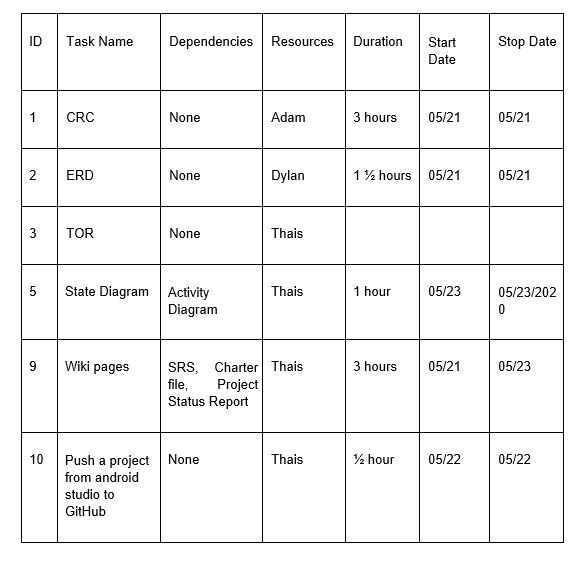 ID Task Name Dependencies Resources Duration Start Date Stop Date
1 CRC None Adam 3 hours 05/21 05/21
2 ERD None Dylan 1 ½ hours 05/21 05/21
3 TOR None Thais
5 State Diagram Activity Diagram Thais 1 hour 05/23 05/23/2020
9 Wiki pages SRS, Charter file, Project Status Report Thais 3 hours 05/21 05/23
10 Push a project from android studio to GitHub None Thais ½ hour 05/22 05/22